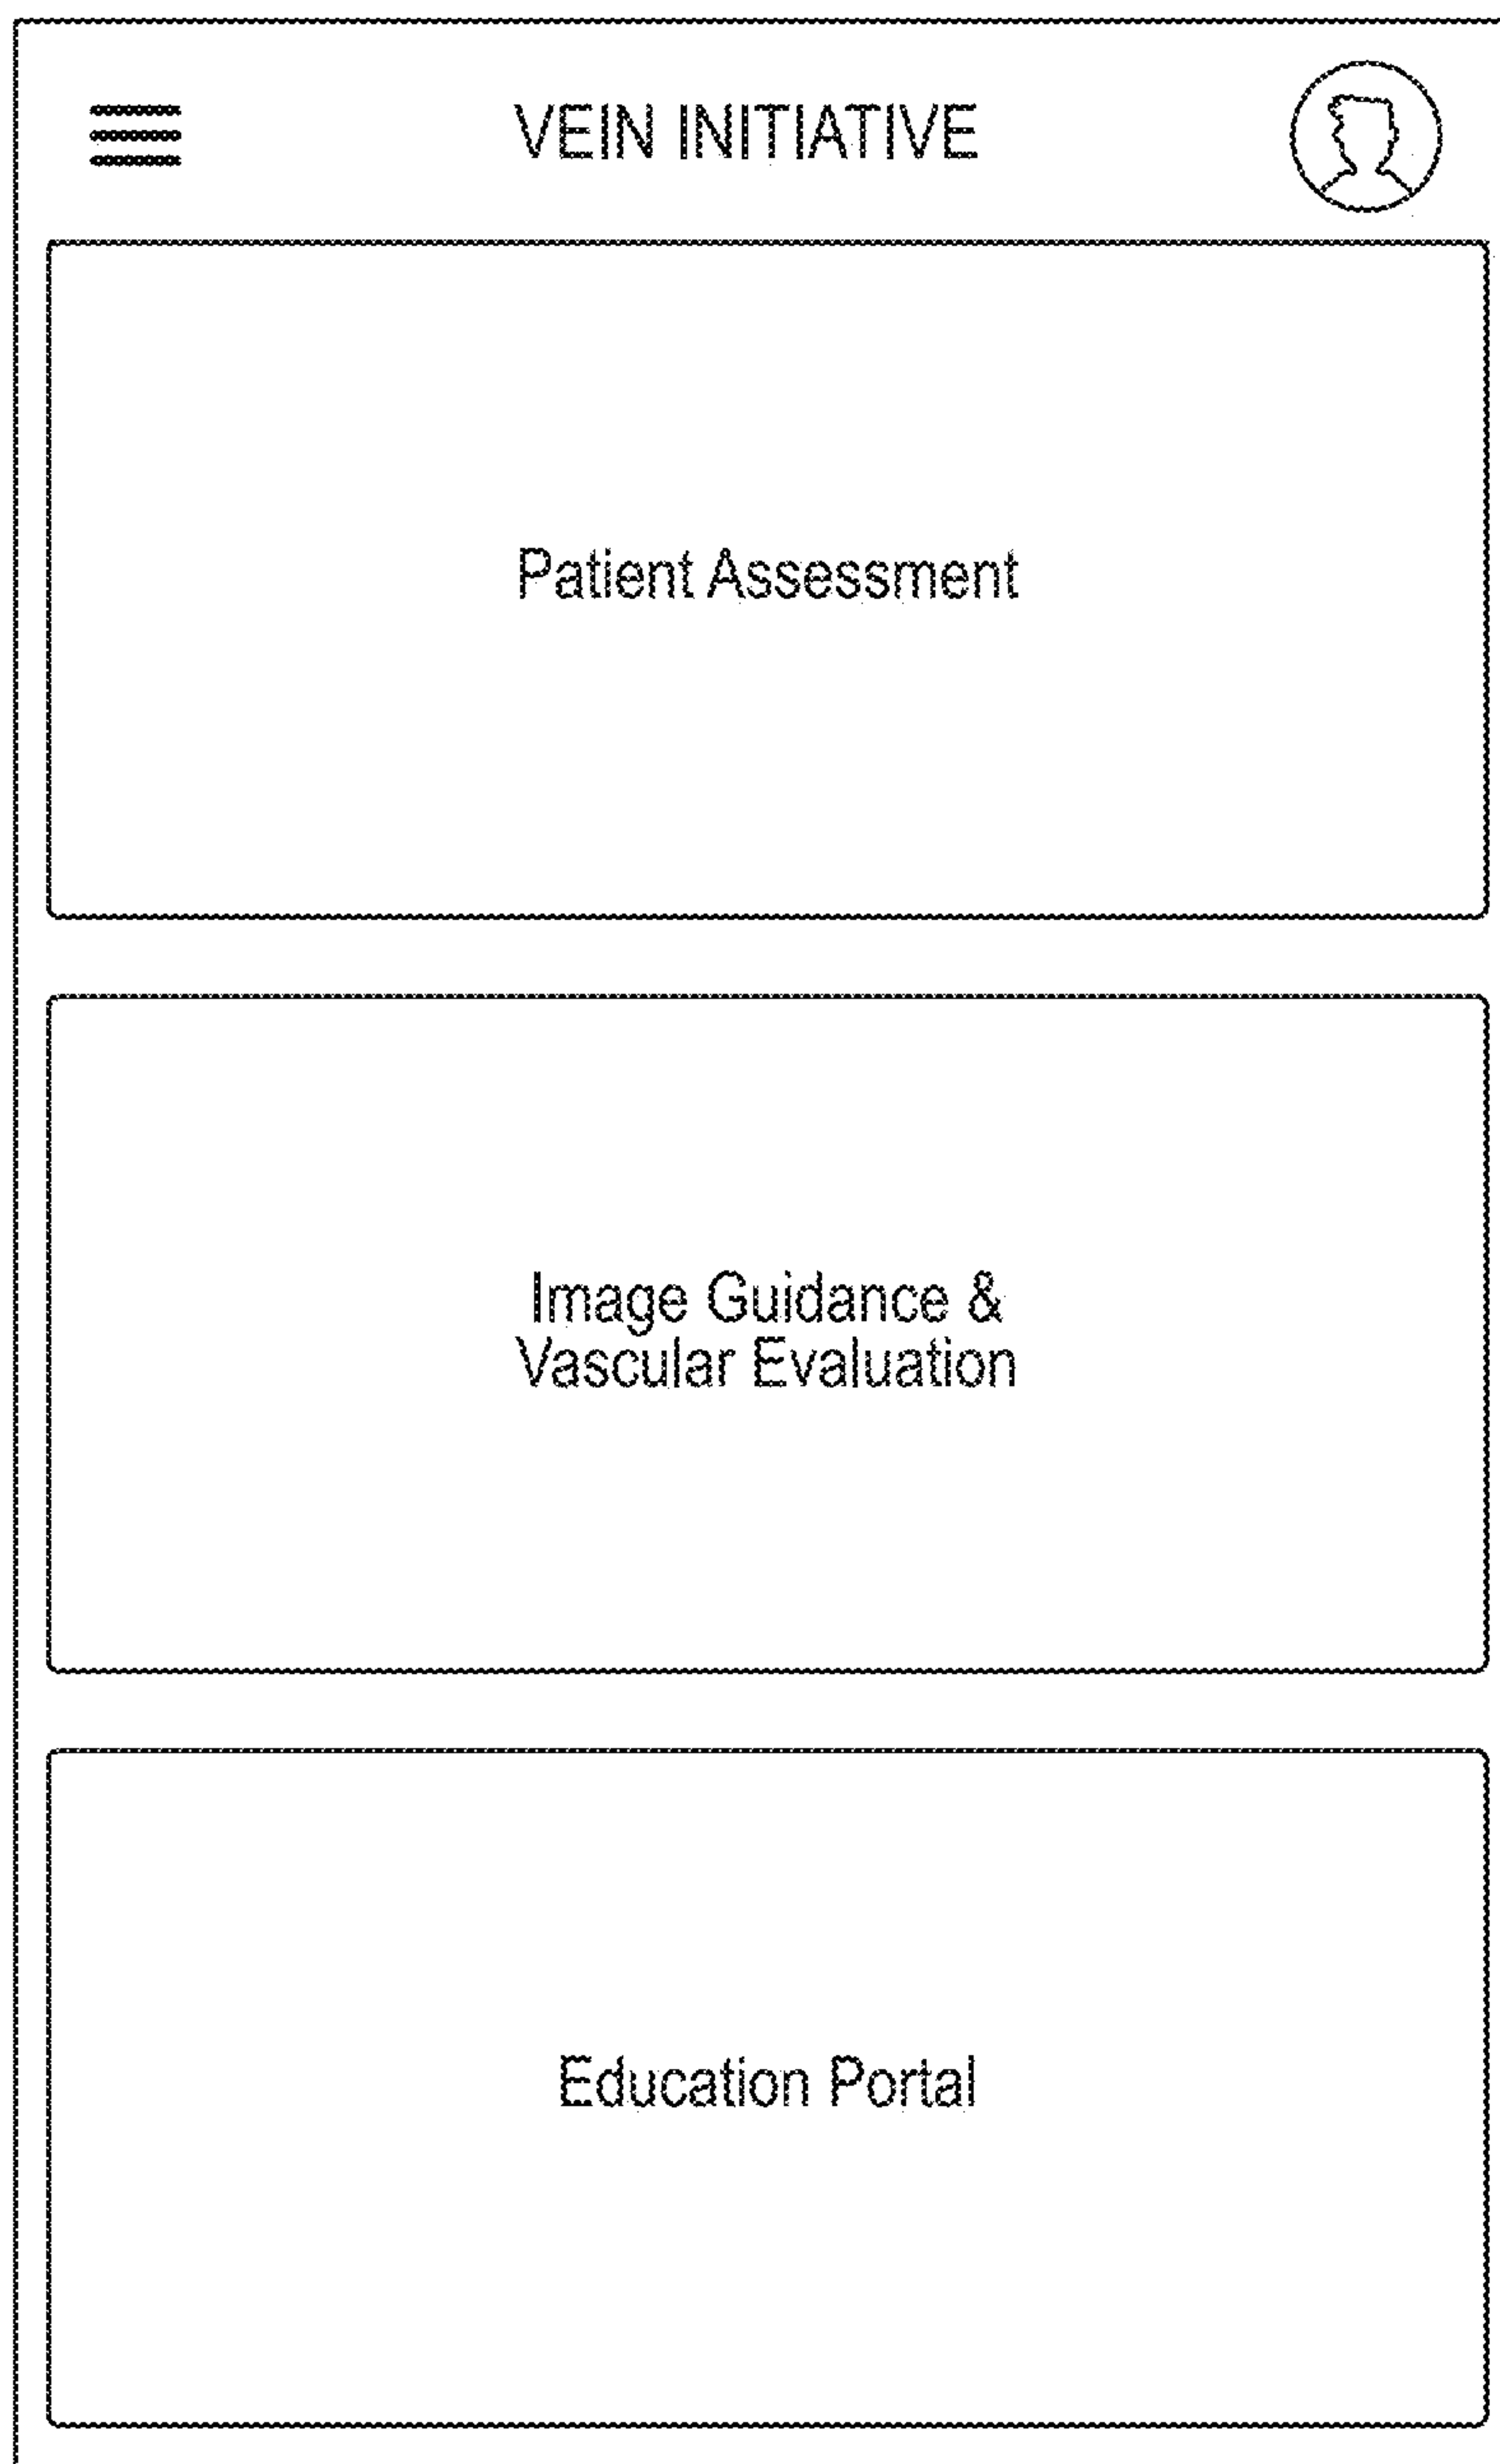 VEIN INITIATIVE
Patient Assessment
Image Guidance &
Vascular Evaluation
Education Portal